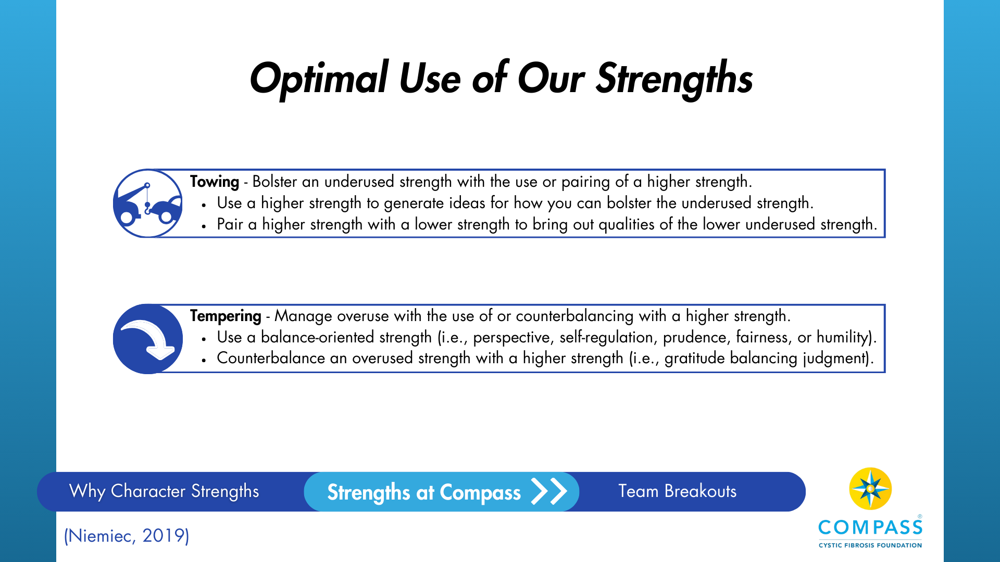 Optimal Use of Our Strengths
Towing - Bolster an underused strength with the use or pairing of a higher strength.
• Use a higher strength to generate ideas for how you can bolster the underused strength.
• Pair a higher strength with a lower strength to bring out qualities of the lower underused strength.
Tempering - Manage overuse with the use of or counterbalancing with a higher strength.
• Use a balance-oriented strength (i.e., perspective, self-regulation, prudence, fairness, or humility).
• Counterbalance an overused strength with a higher strength (i.e., gratitude balancing judgment).
Why Character Strengths
Strengths at Compass
Team Breakouts
(Niemiec, 2019)
COMPASS®
CYSTIC FIBROSIS FOUNDATION